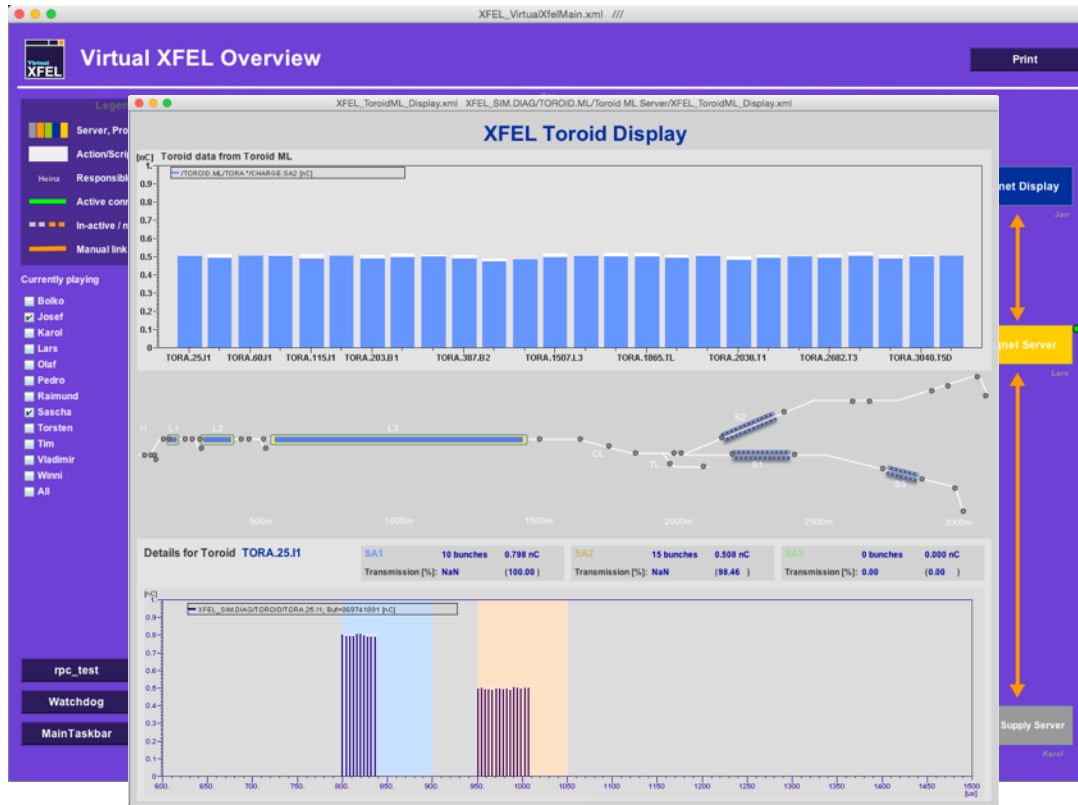 XFEL_VirtualXfelMain.xml ///
Virtual XFEL
Virtual XFEL Overview
Print
Legen
Server, Pro
Action/Scrip
Heinz Responsibl
Active conn
In-active / n
Manual link
Currently playing
Bolko
Josef
Karol
Lars
Olaf
Pedro
Raimund
Sascha
Torsten
Tim
Vladimir
Winni
All
rpc_test
Watchdog
MainTaskbar
XFEL_ToroidML_Display.xml XFEL_SIM.DIAG/TOROID.ML/Toroid ML Server/XFEL_ToroidML_Display.xml
XFEL Toroid Display
[nC] Toroid data from Toroid ML
/TOROID.ML/TORA.*/CHARGE.SA2 [nC]
1.
0.9
0.8
0.7
0.6
0.5
0.4
0.3
0.2
0.1
0
TORA.25.I1 TORA.60.I1 TORA.115.I1 TORA.203.B1 TORA.387.B2 TORA.1507.L3 TORA.1865.TL TORA.2038.T1 TORA.2682.T3 TORA.3040.T5D
I1 L1 L2 L3 CL TL S2 S1 S3
500m 1000m 1500m 2000m 2500m 3000m
Details for Toroid TORA.25.I1
SA1 10 bunches 0.798 nC
Transmission [%]: NaN (100.00 )
SA2 15 bunches 0.508 nC
Transmission [%]: NaN (98.46 )
SA3 0 bunches 0.000 nC
Transmission [%]: 0.00 (0.00 )
[nC]
XFEL_SIM.DIAG/TOROID/TORA.25.I1; Buf=869741891 [nC]
1.
0.9
0.8
0.7
0.6
0.5
0.4
0.3
0.2
0.1
0
600. 650. 700. 750. 800. 850. 900. 950. 1000 1050 1100 1150 1200 1250 1300 1350 1400 1450 1500
[us]
net Display
Jan
gnet Server
Lars
Supply Server
Karol